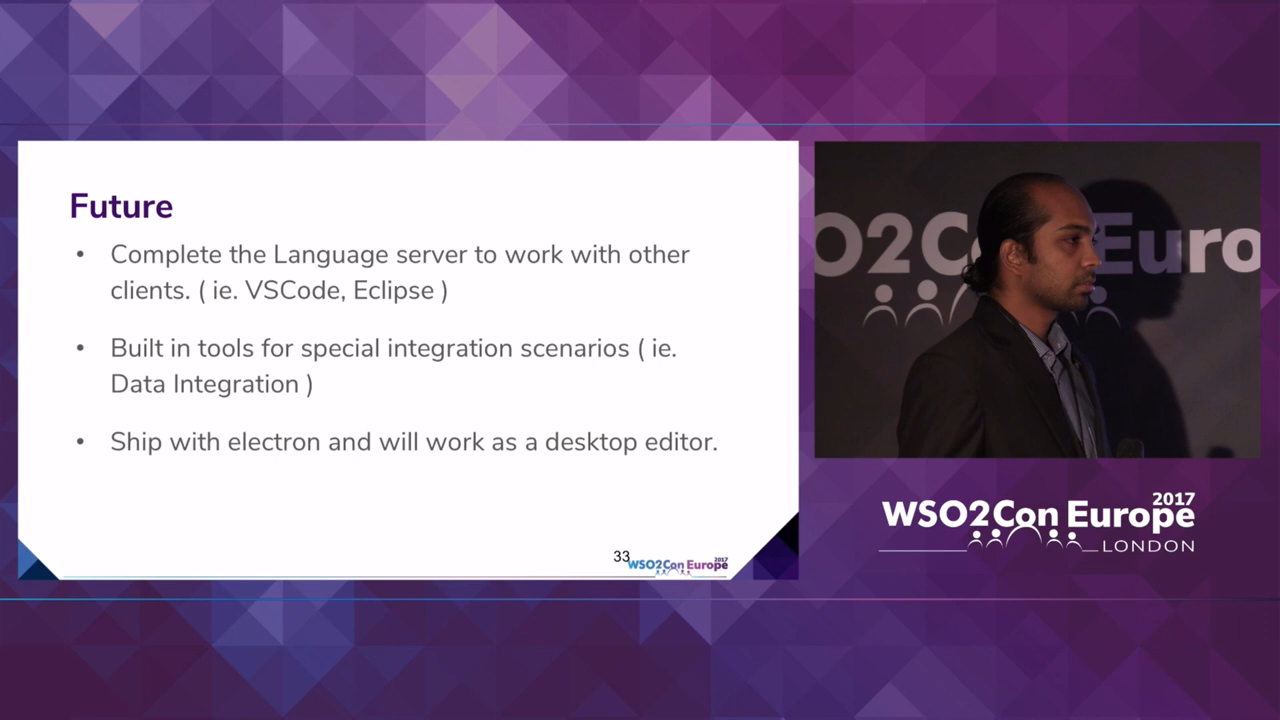 Future
• Complete the Language server to work with other
clients. ( ie. VSCode, Eclipse )
• Built in tools for special integration scenarios ( ie.
Data Integration )
• Ship with electron and will work as a desktop editor.
33
WSO2Con Europe 2017
O2Con Euro
WSO2Con Europe 2017
LONDON